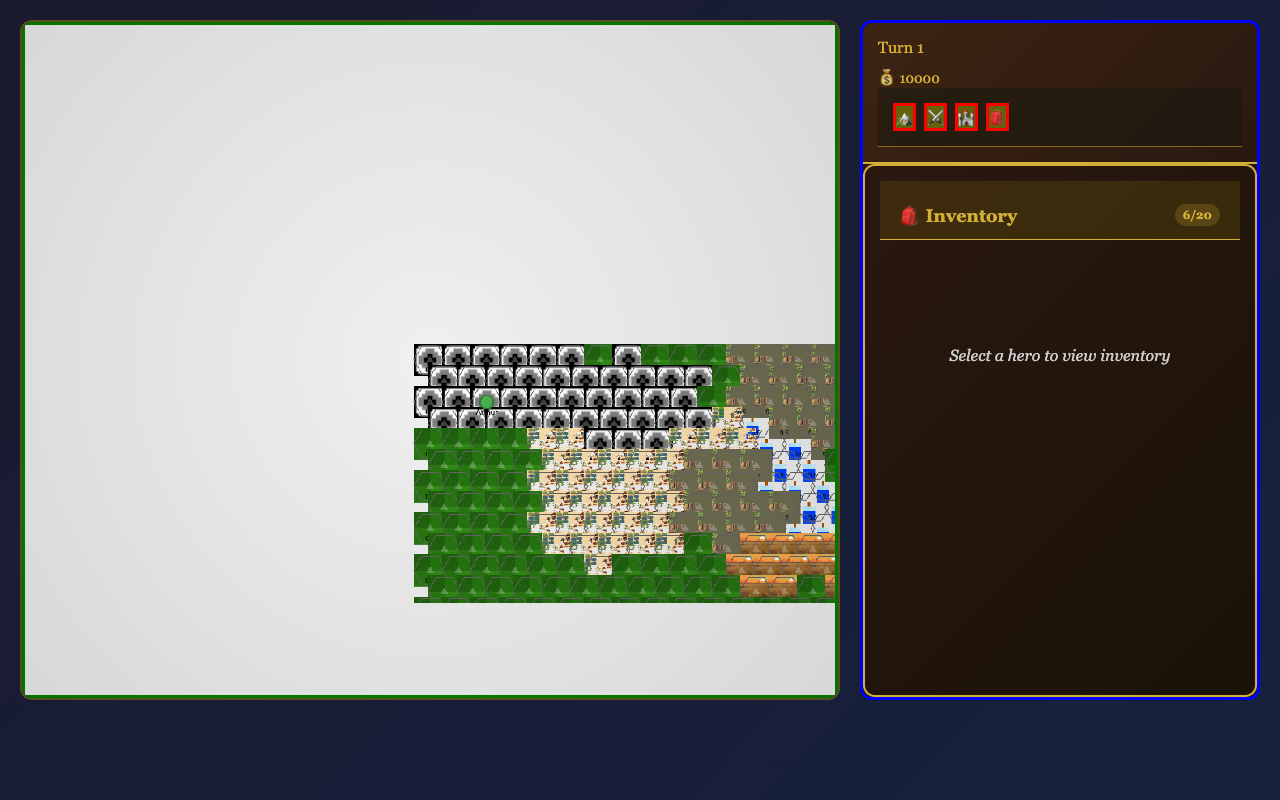 Turn 1
💰 10000
🎒 Inventory
6/20
Select a hero to view inventory